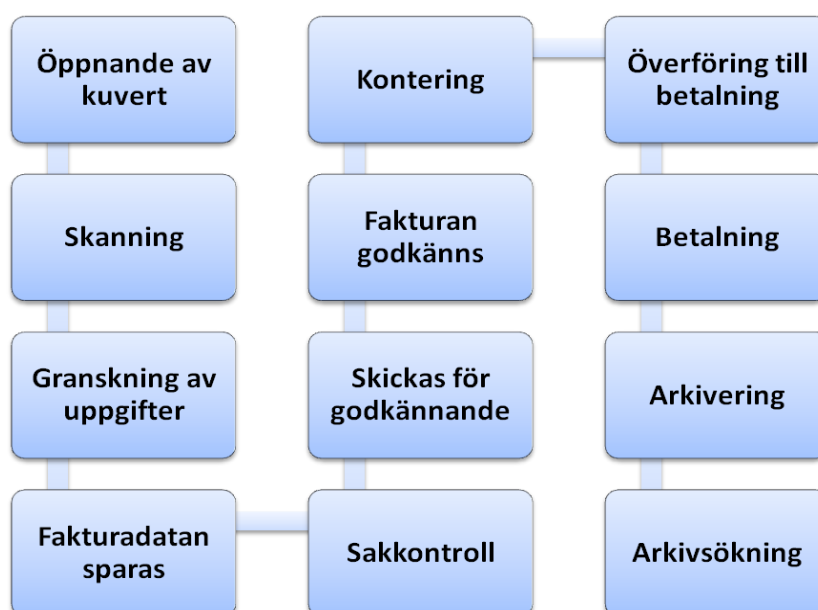 Öppnande av
kuvert
Skanning
Granskning av
uppgifter
Fakturadatan
sparas
Sakkontroll
Skickas för
godkännande
Fakturan
godkänns
Kontering
Överföring till
betalning
Betalning
Arkivering
Arkivsökning